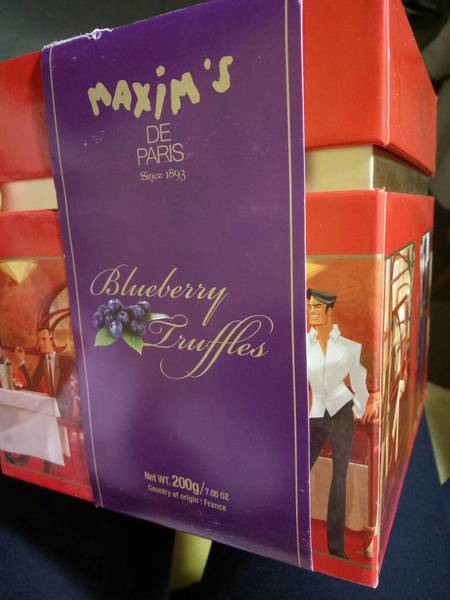 MAXIM'S
DE
PARIS
Since 1893
Blueberry
Truffles
Net WT. 200g/7.05 OZ
Country of origin : France